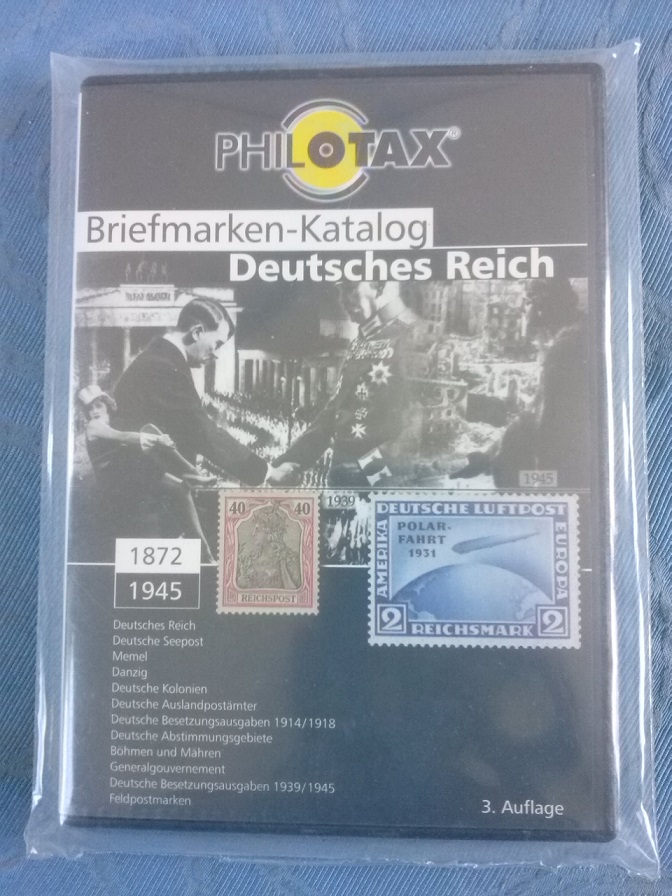 PHILOTAX®
Briefmarken-Katalog
Deutsches Reich
1945
1939
40 40
REICHSPOST
DEUTSCHE LUFTPOST
POLAR-
FAHRT
1931
AMERIKA
EUROPA
2 REICHSMARK 2
1872
1945
Deutsches Reich
Deutsche Seepost
Memel
Danzig
Deutsche Kolonien
Deutsche Auslandpostämter
Deutsche Besetzungsausgaben 1914/1918
Deutsche Abstimmungsgebiete
Böhmen und Mähren
Generalgouvernement
Deutsche Besetzungsausgaben 1939/1945
Feldpostmarken
3. Auflage